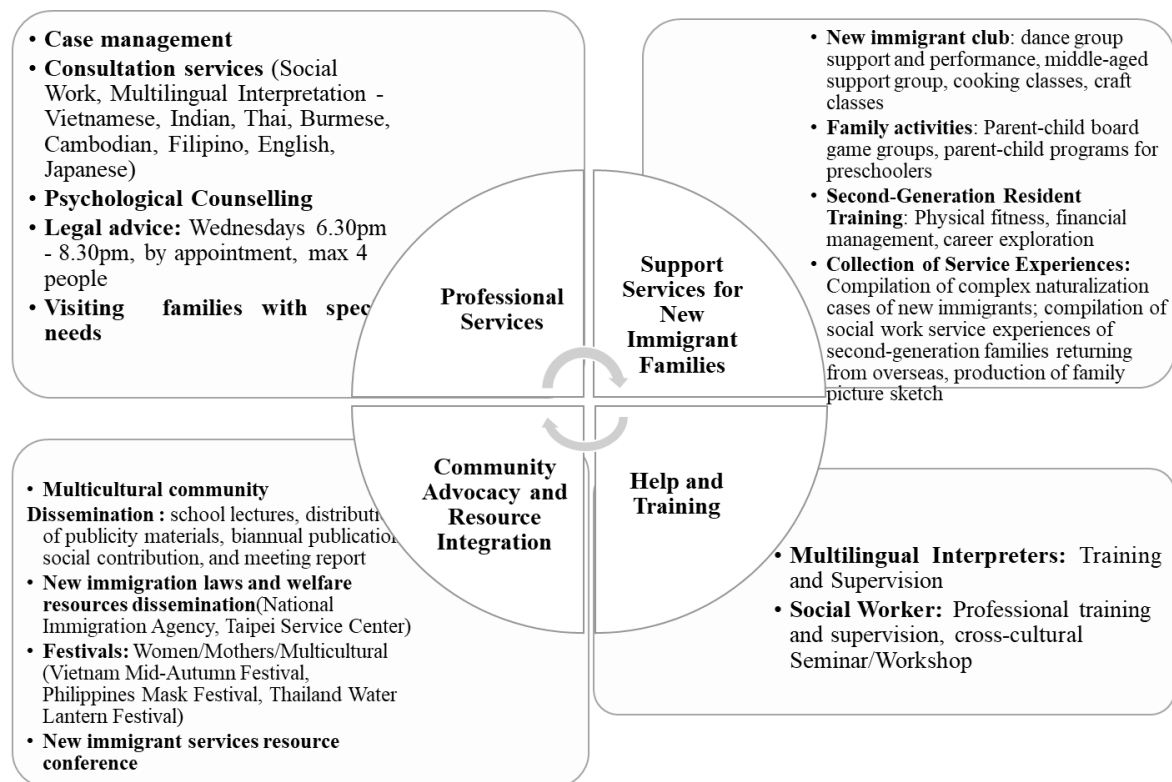 • Case management
• Consultation services (Social
Work, Multilingual Interpretation -
Vietnamese, Indian, Thai, Burmese,
Cambodian, Filipino, English,
Japanese)
• Psychological Counselling
• Legal advice: Wednesdays 6.30pm
- 8.30pm, by appointment, max 4
people
• Visiting families with spec
needs
Professional
Services
• New immigrant club: dance group
support and performance, middle-aged
support group, cooking classes, craft
classes
• Family activities: Parent-child board
game groups, parent-child programs for
preschoolers
• Second-Generation Resident
Training: Physical fitness, financial
management, career exploration
• Collection of Service Experiences:
Compilation of complex naturalization
cases of new immigrants; compilation of
social work service experiences of
second-generation families returning
from overseas, production of family
picture sketch
Support
Services for
New
Immigrant
Families
• Multicultural community
Dissemination : school lectures, distributi
of publicity materials, biannual publication
social contribution, and meeting report
• New immigration laws and welfare
resources dissemination(National
Immigration Agency, Taipei Service Center)
• Festivals: Women/Mothers/Multicultural
(Vietnam Mid-Autumn Festival,
Philippines Mask Festival, Thailand Water
Lantern Festival)
• New immigrant services resource
conference
Community
Advocacy and
Resource
Integration
Help and
Training
• Multilingual Interpreters: Training
and Supervision
• Social Worker: Professional training
and supervision, cross-cultural
Seminar/Workshop